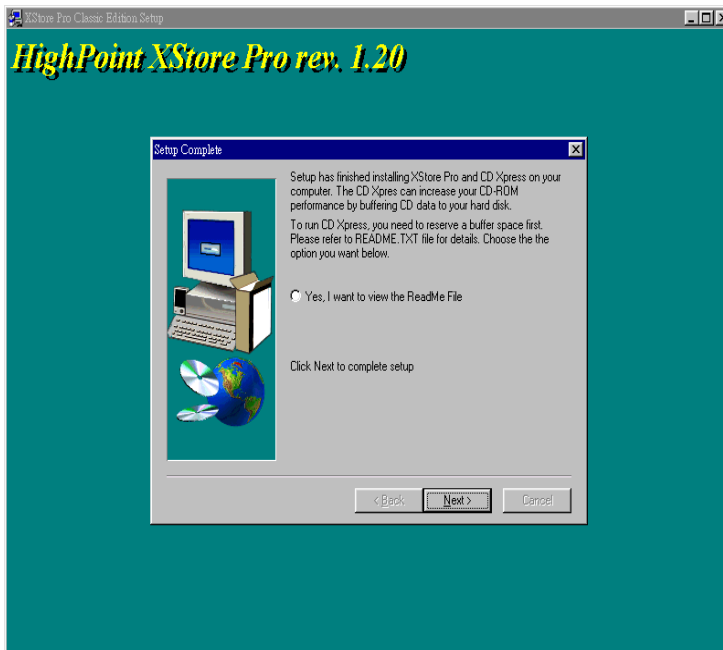 XStore Pro Classic Edition Setup
HighPoint XStore Pro rev. 1.20
Setup Complete
Setup has finished installing XStore Pro and CD Xpress on your
computer. The CD Xpres can increase your CD-ROM
performance by buffering CD data to your hard disk.
To run CD Xpress, you need to reserve a buffer space first.
Please refer to README.TXT file for details. Choose the the
option you want below.
Yes, I want to view the ReadMe File
Click Next to complete setup
< Back
Next >
Cancel